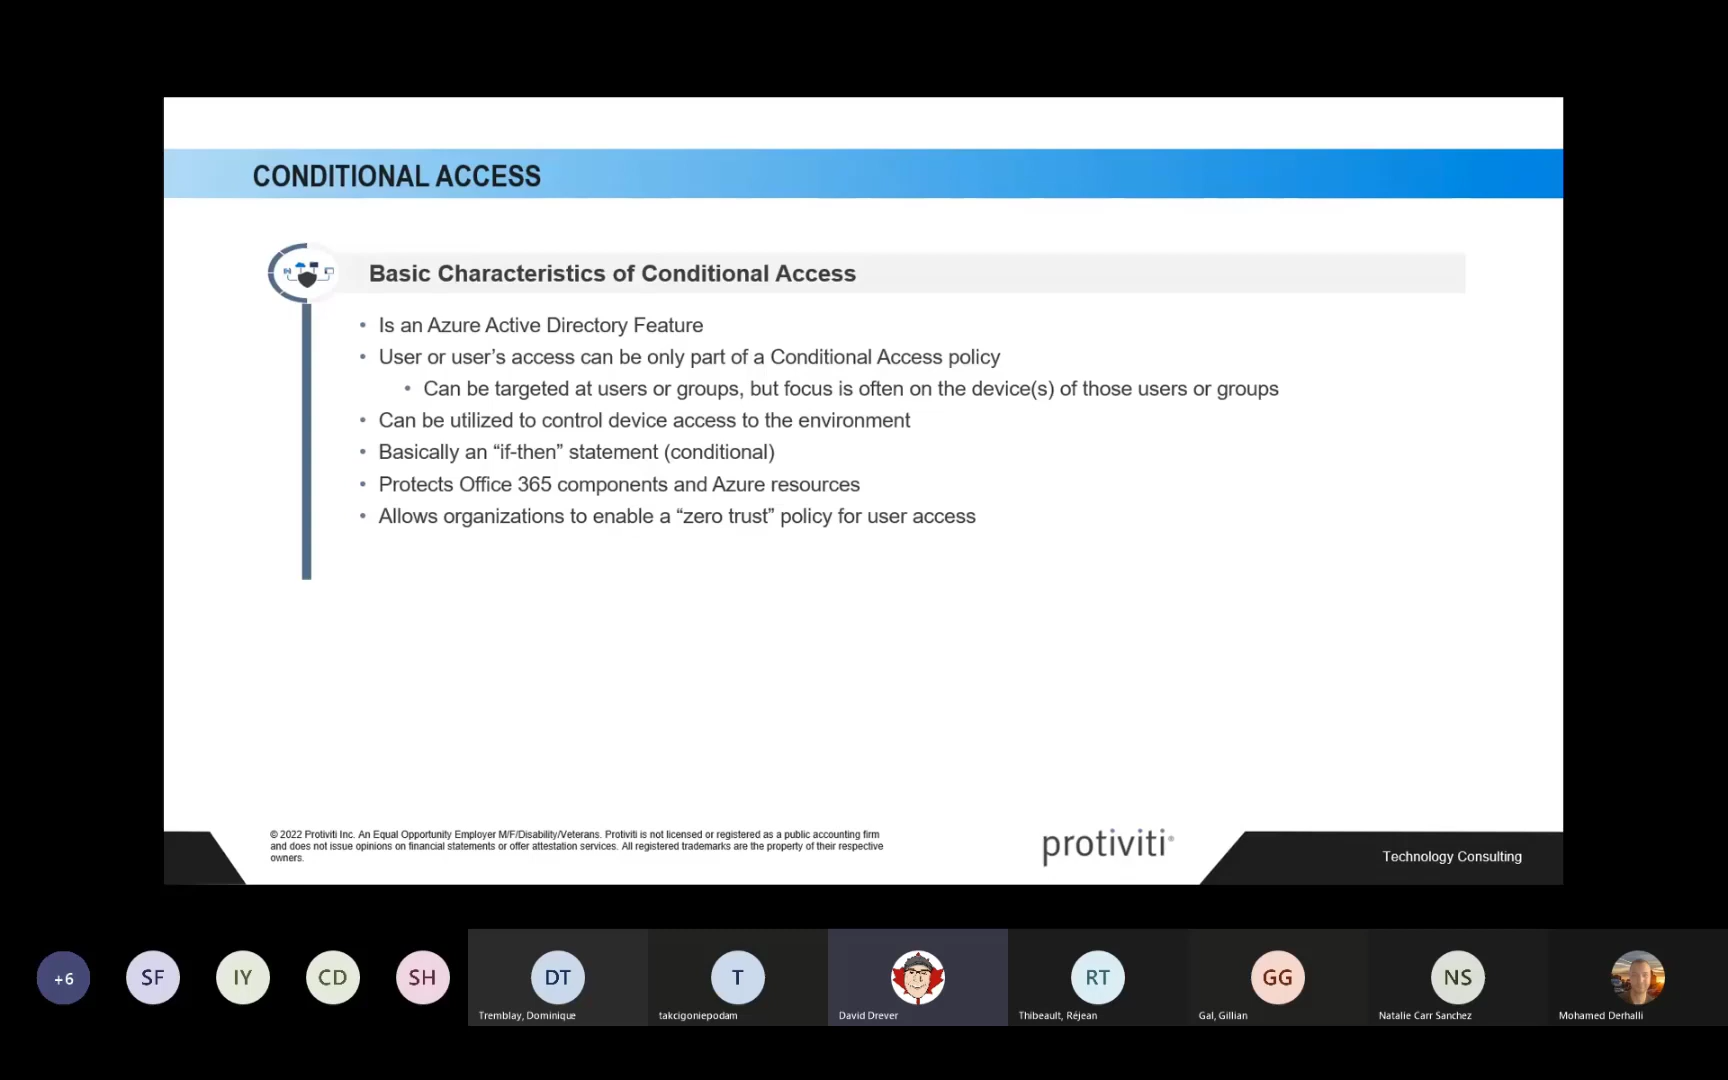 CONDITIONAL ACCESS
Basic Characteristics of Conditional Access
• Is an Azure Active Directory Feature
• User or user’s access can be only part of a Conditional Access policy
• Can be targeted at users or groups, but focus is often on the device(s) of those users or groups
• Can be utilized to control device access to the environment
• Basically an “if-then” statement (conditional)
• Protects Office 365 components and Azure resources
• Allows organizations to enable a “zero trust” policy for user access
© 2022 Protiviti Inc. An Equal Opportunity Employer M/F/Disability/Veterans. Protiviti is not licensed or registered as a public accounting firm
and does not issue opinions on financial statements or offer attestation services. All registered trademarks are the property of their respective
owners.
protiviti®
Technology Consulting
+6
SF
IY
CD
SH
DT
Tremblay, Dominique
T
takcigoniepodam
David Drever
RT
Thibeault, Réjean
GG
Gal, Gillian
NS
Natalie Carr Sanchez
Mohamed Derhalli